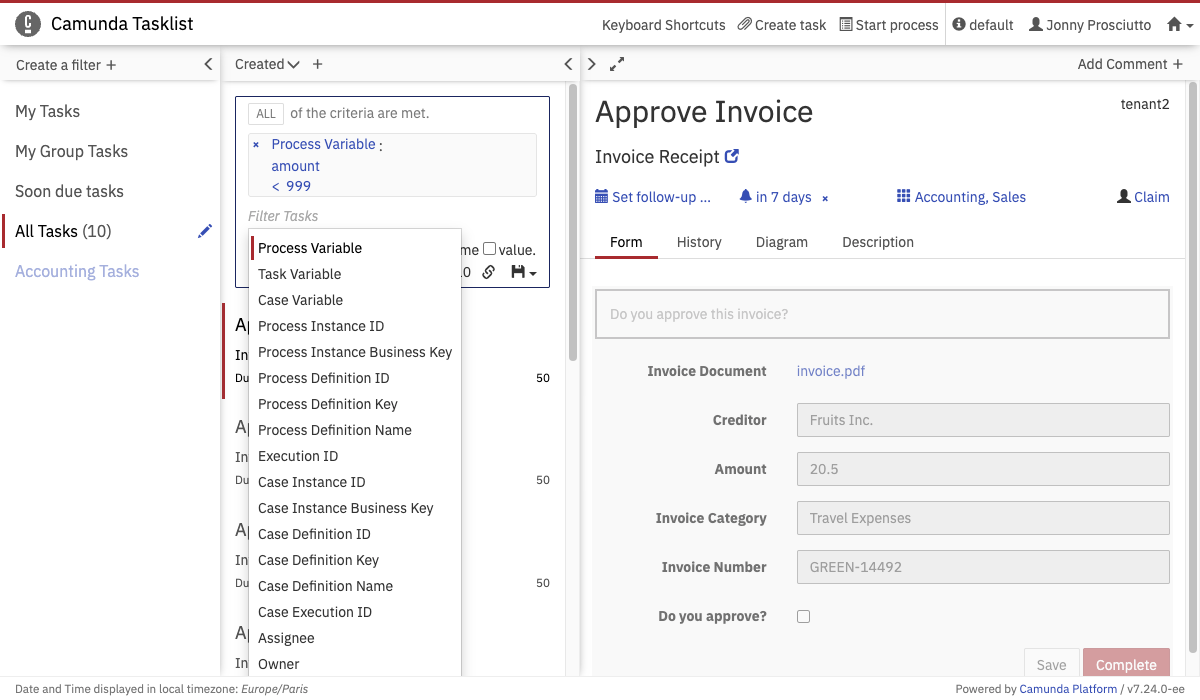 Camunda Tasklist
Keyboard Shortcuts Create task Start process default Jonny Prosciutto
Create a filter +
Created +
Add Comment +
My Tasks
My Group Tasks
Soon due tasks
All Tasks (10)
Accounting Tasks
ALL of the criteria are met.
× Process Variable :
amount
< 999
Filter Tasks
me value.
0
Process Variable
Task Variable
Case Variable
Process Instance ID
Process Instance Business Key
Process Definition ID
Process Definition Key
Process Definition Name
Execution ID
Case Instance ID
Case Instance Business Key
Case Definition ID
Case Definition Key
Case Definition Name
Case Execution ID
Assignee
Owner
In
Du 50
In
Du 50
In
Du 50
In
Approve Invoice
tenant2
Invoice Receipt
Set follow-up ... in 7 days × Accounting, Sales Claim
Form History Diagram Description
Do you approve this invoice?
Invoice Document invoice.pdf
Creditor Fruits Inc.
Amount 20.5
Invoice Category Travel Expenses
Invoice Number GREEN-14492
Do you approve?
Save Complete
Date and Time displayed in local timezone: Europe/Paris
Powered by Camunda Platform / v7.24.0-ee